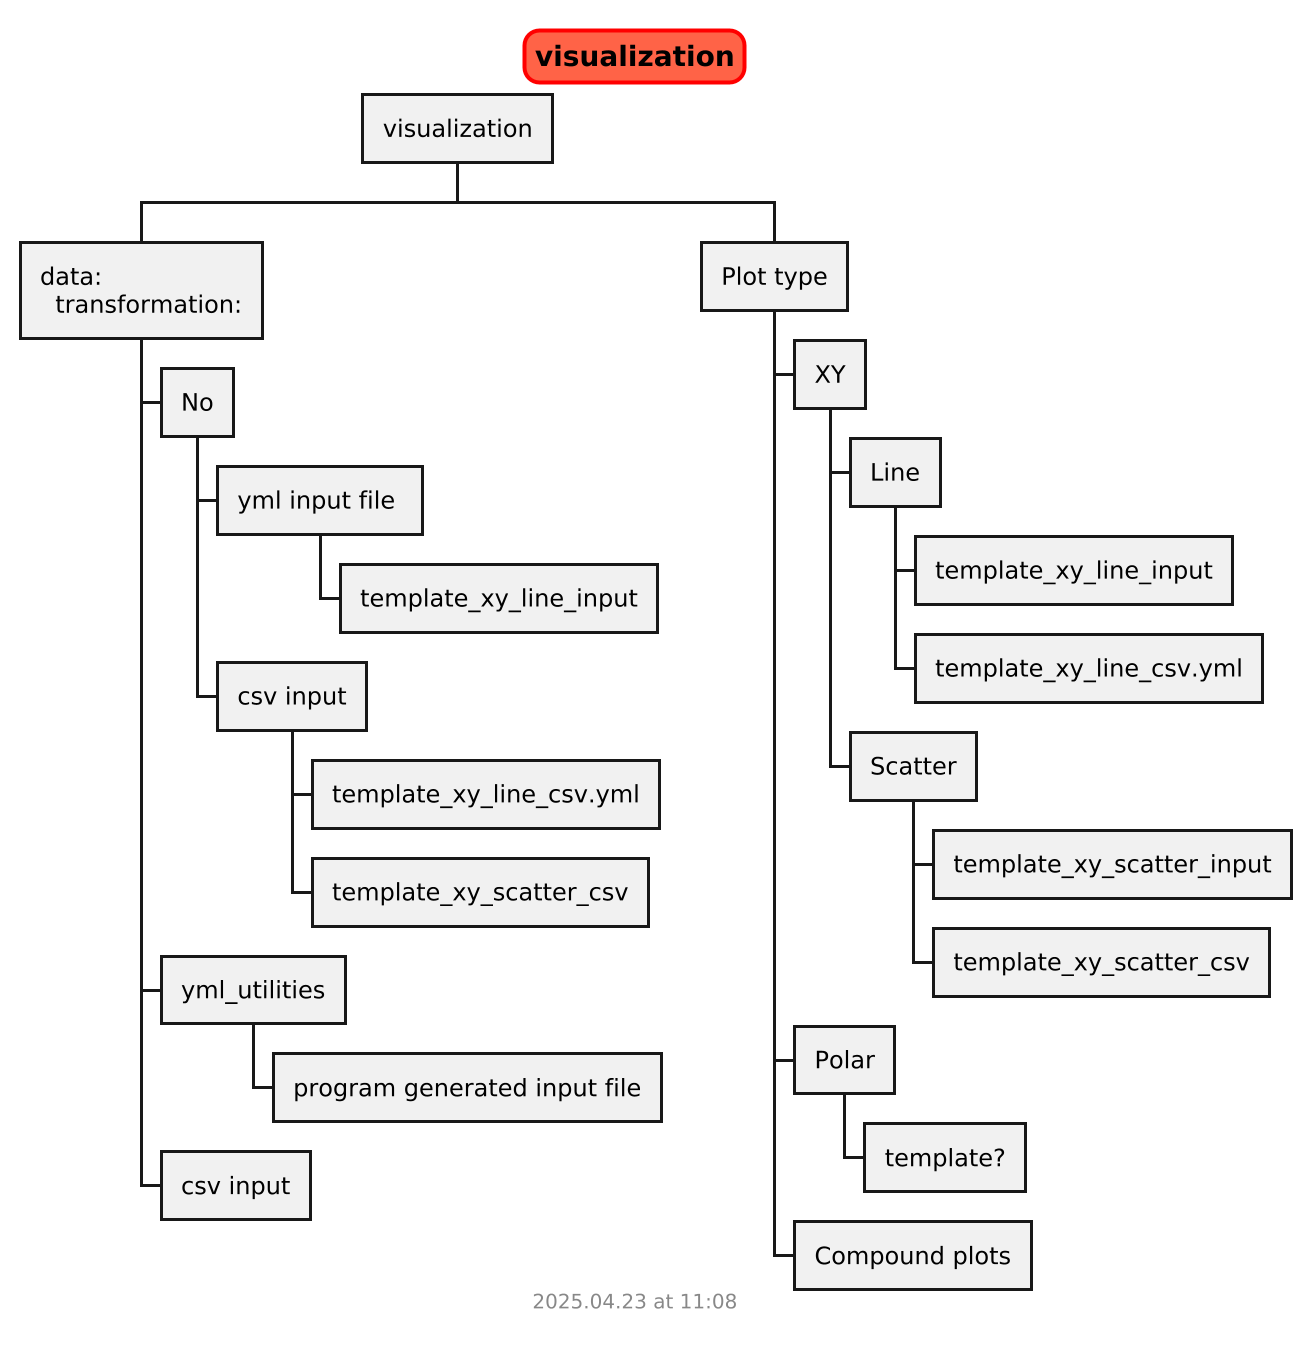 visualization
visualization
data:
  transformation:
No
yml input file
template_xy_line_input
csv input
template_xy_line_csv.yml
template_xy_scatter_csv
yml_utilities
program generated input file
csv input
Plot type
XY
Line
template_xy_line_input
template_xy_line_csv.yml
Scatter
template_xy_scatter_input
template_xy_scatter_csv
Polar
template?
Compound plots
2025.04.23 at 11:08